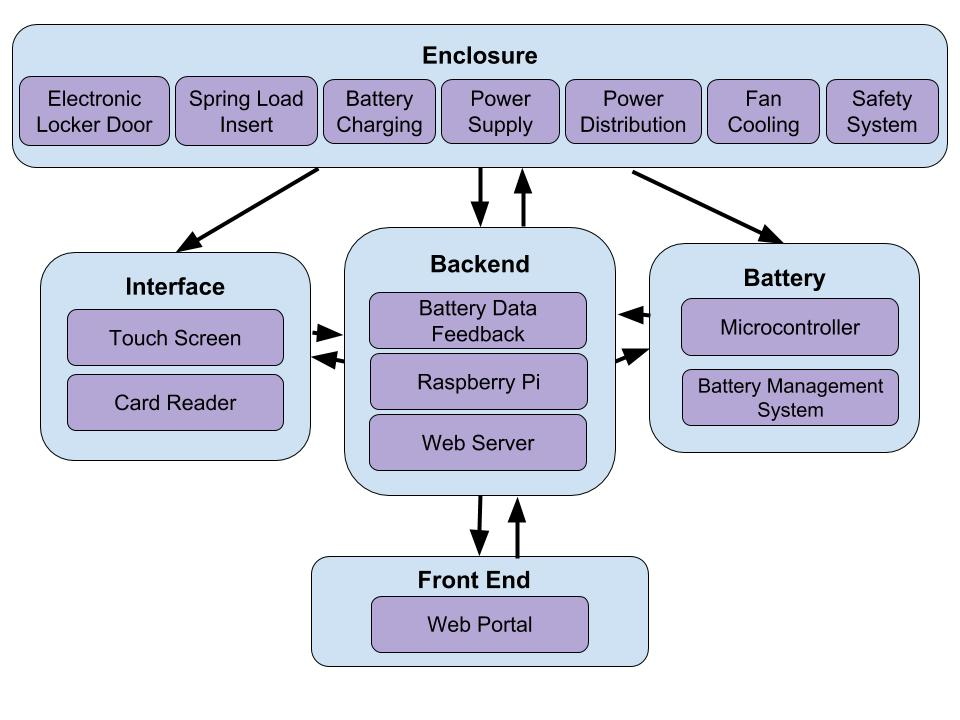 Enclosure
Electronic
Locker Door
Spring Load
Insert
Battery
Charging
Power
Supply
Power
Distribution
Fan
Cooling
Safety
System
Interface
Touch Screen
Card Reader
Backend
Battery Data
Feedback
Raspberry Pi
Web Server
Battery
Microcontroller
Battery Management
System
Front End
Web Portal